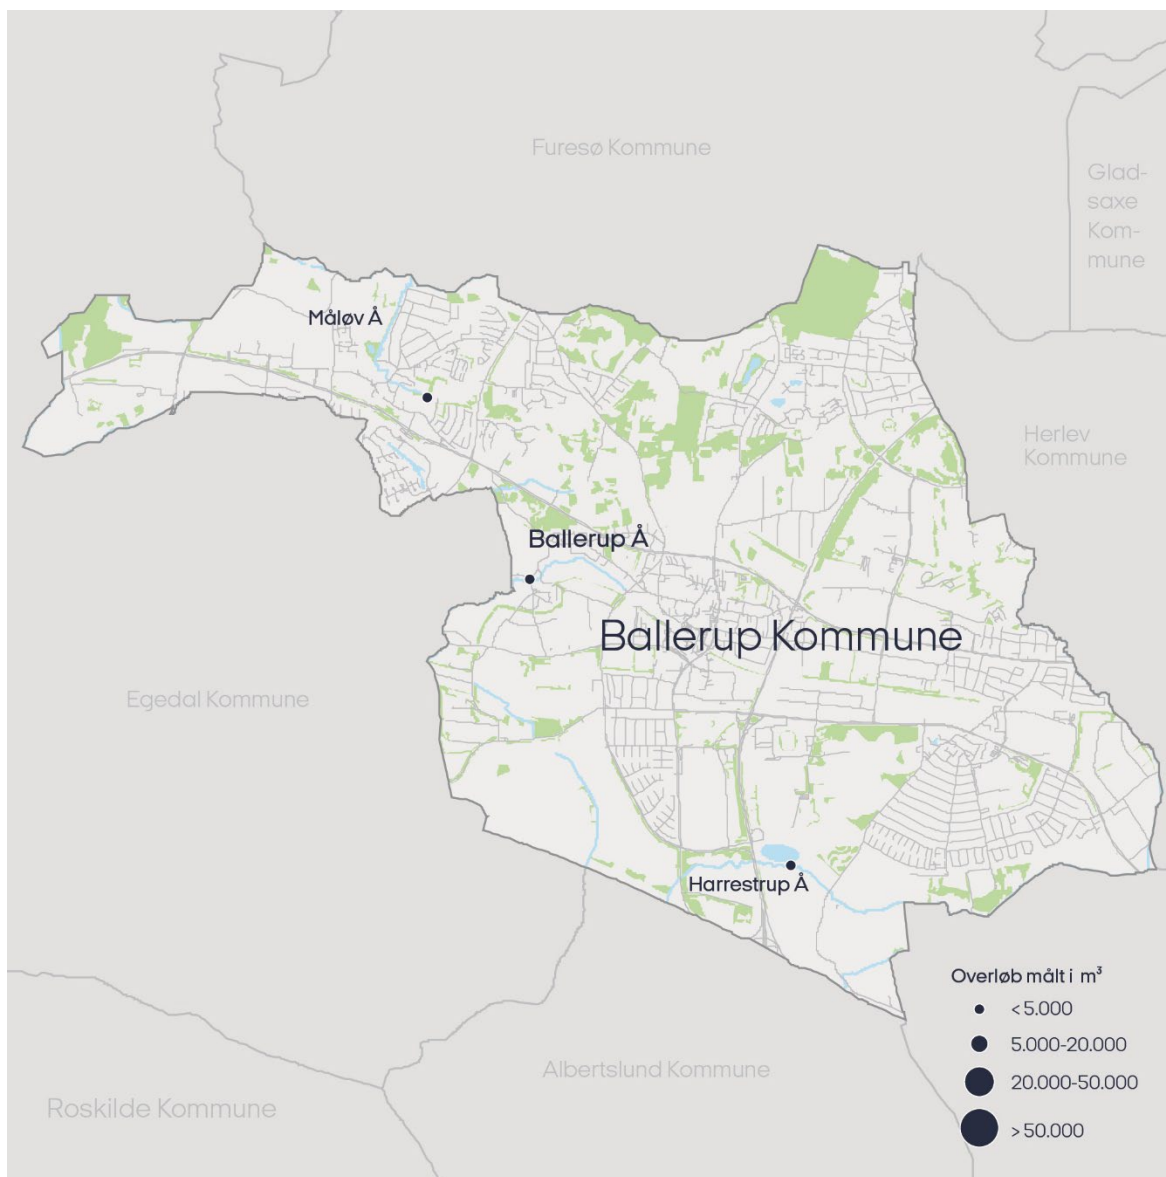 Furesø Kommune
Glad-
saxe
Kom-
mune
Måløv Å
Herlev
Kommune
Ballerup Å
Ballerup Kommune
Egedal Kommune
Harrestrup Å
Overløb målt i m³
< 5.000
5.000-20.000
20.000-50.000
> 50.000
Albertslund Kommune
Roskilde Kommune